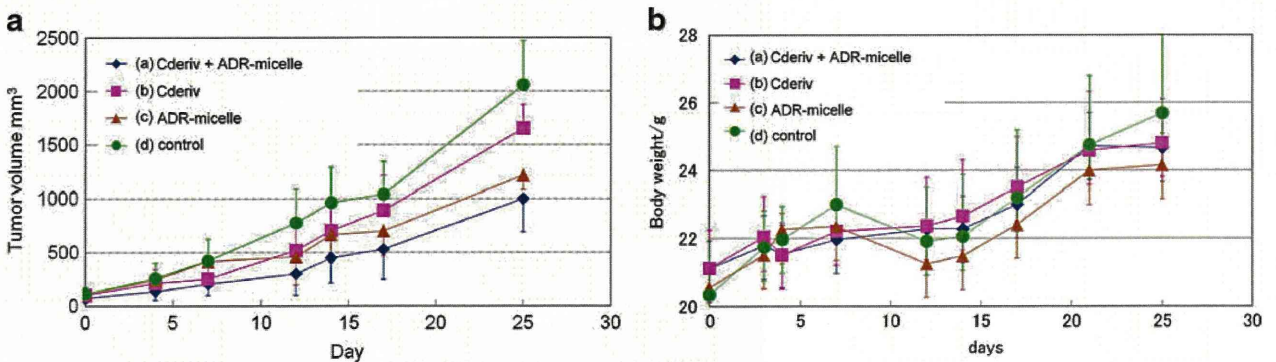 a
2500
2000
1500
1000
500
0
Tumor volume mm³
(a) Cderiv + ADR-micelle
(b) Cderiv
(c) ADR-micelle
(d) control
0 5 10 15 20 25 30
Day
b
28
26
24
22
20
Body weight/g
(a) Cderiv + ADR-micelle
(b) Cderiv
(c) ADR-micelle
(d) control
0 5 10 15 20 25 30
days